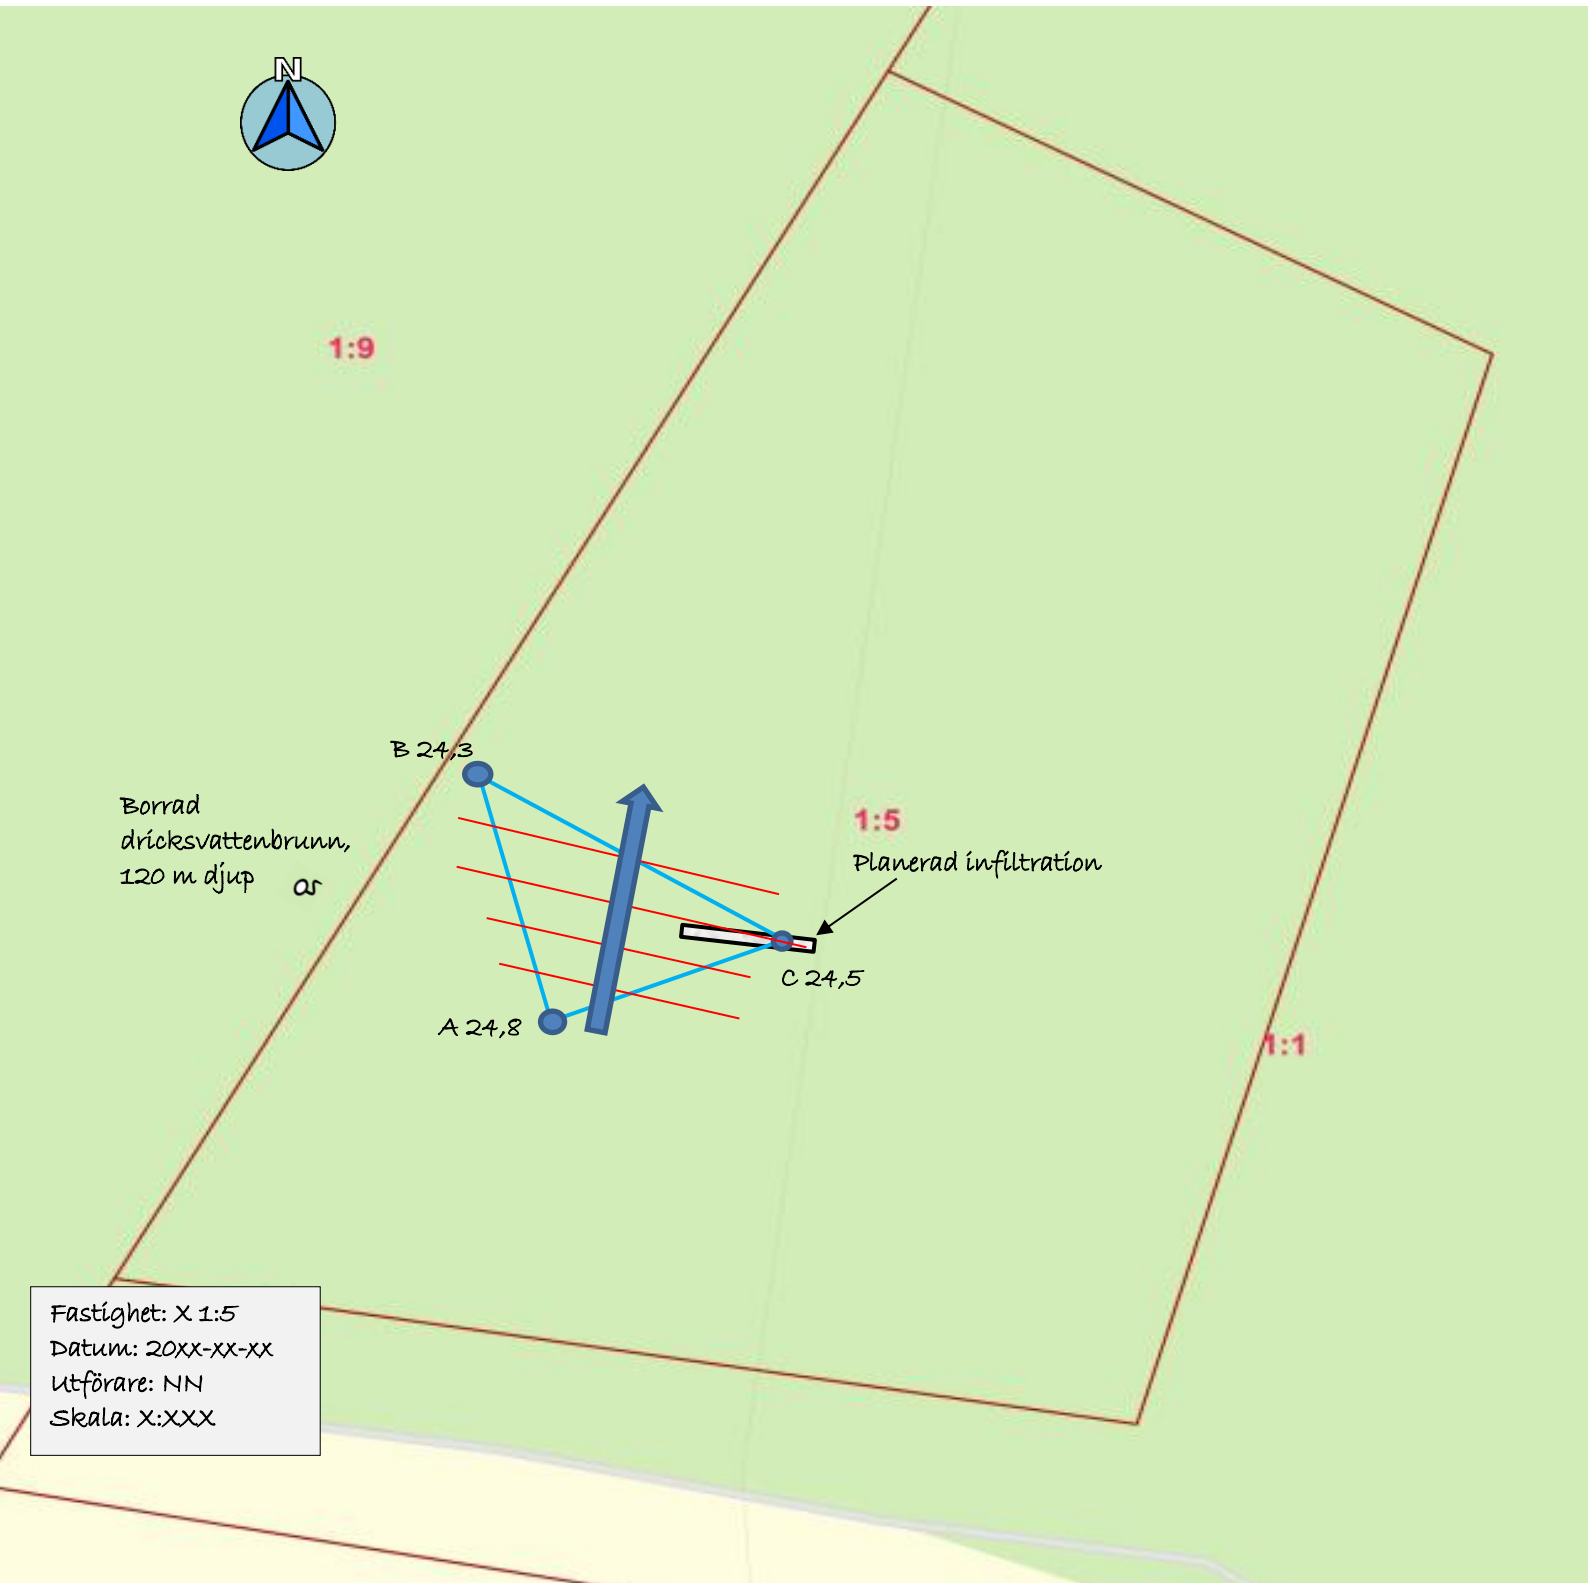 N
1:9
B 24,3
Borrad
dricksvattenbrunn,
120 m djup
1:5
Planerad infiltration
C 24,5
A 24,8
1:1
Fastighet: X 1:5
Datum: 20xx-xx-xx
Utförare: NN
Skala: X:XXX